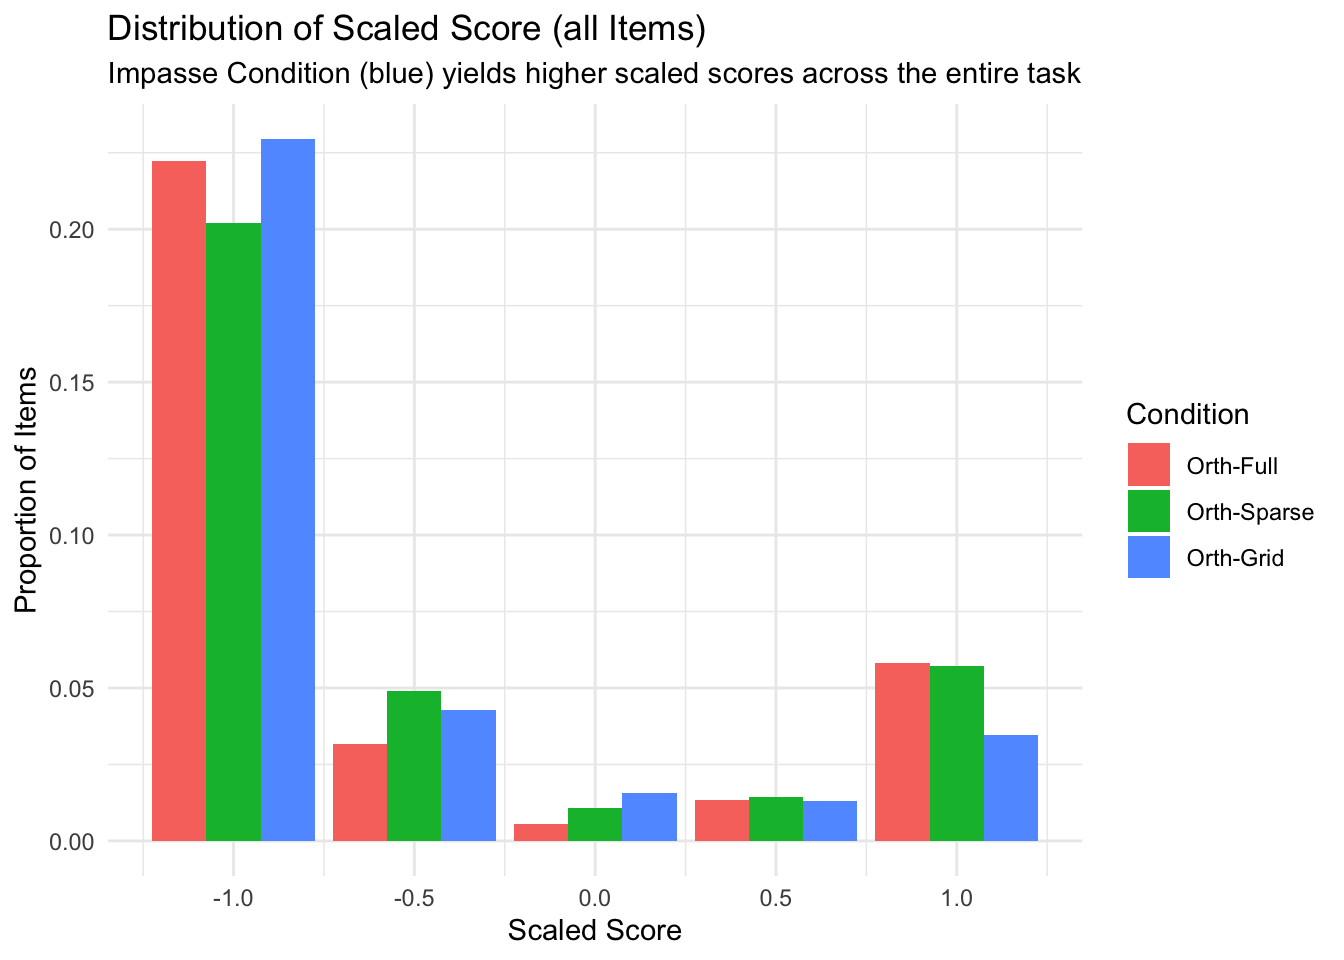 Distribution of Scaled Score (all Items)
Impasse Condition (blue) yields higher scaled scores across the entire task
Proportion of Items
0.20
0.15
0.10
0.05
0.00
-1.0
-0.5
0.0
0.5
1.0
Scaled Score
Condition
Orth-Full
Orth-Sparse
Orth-Grid